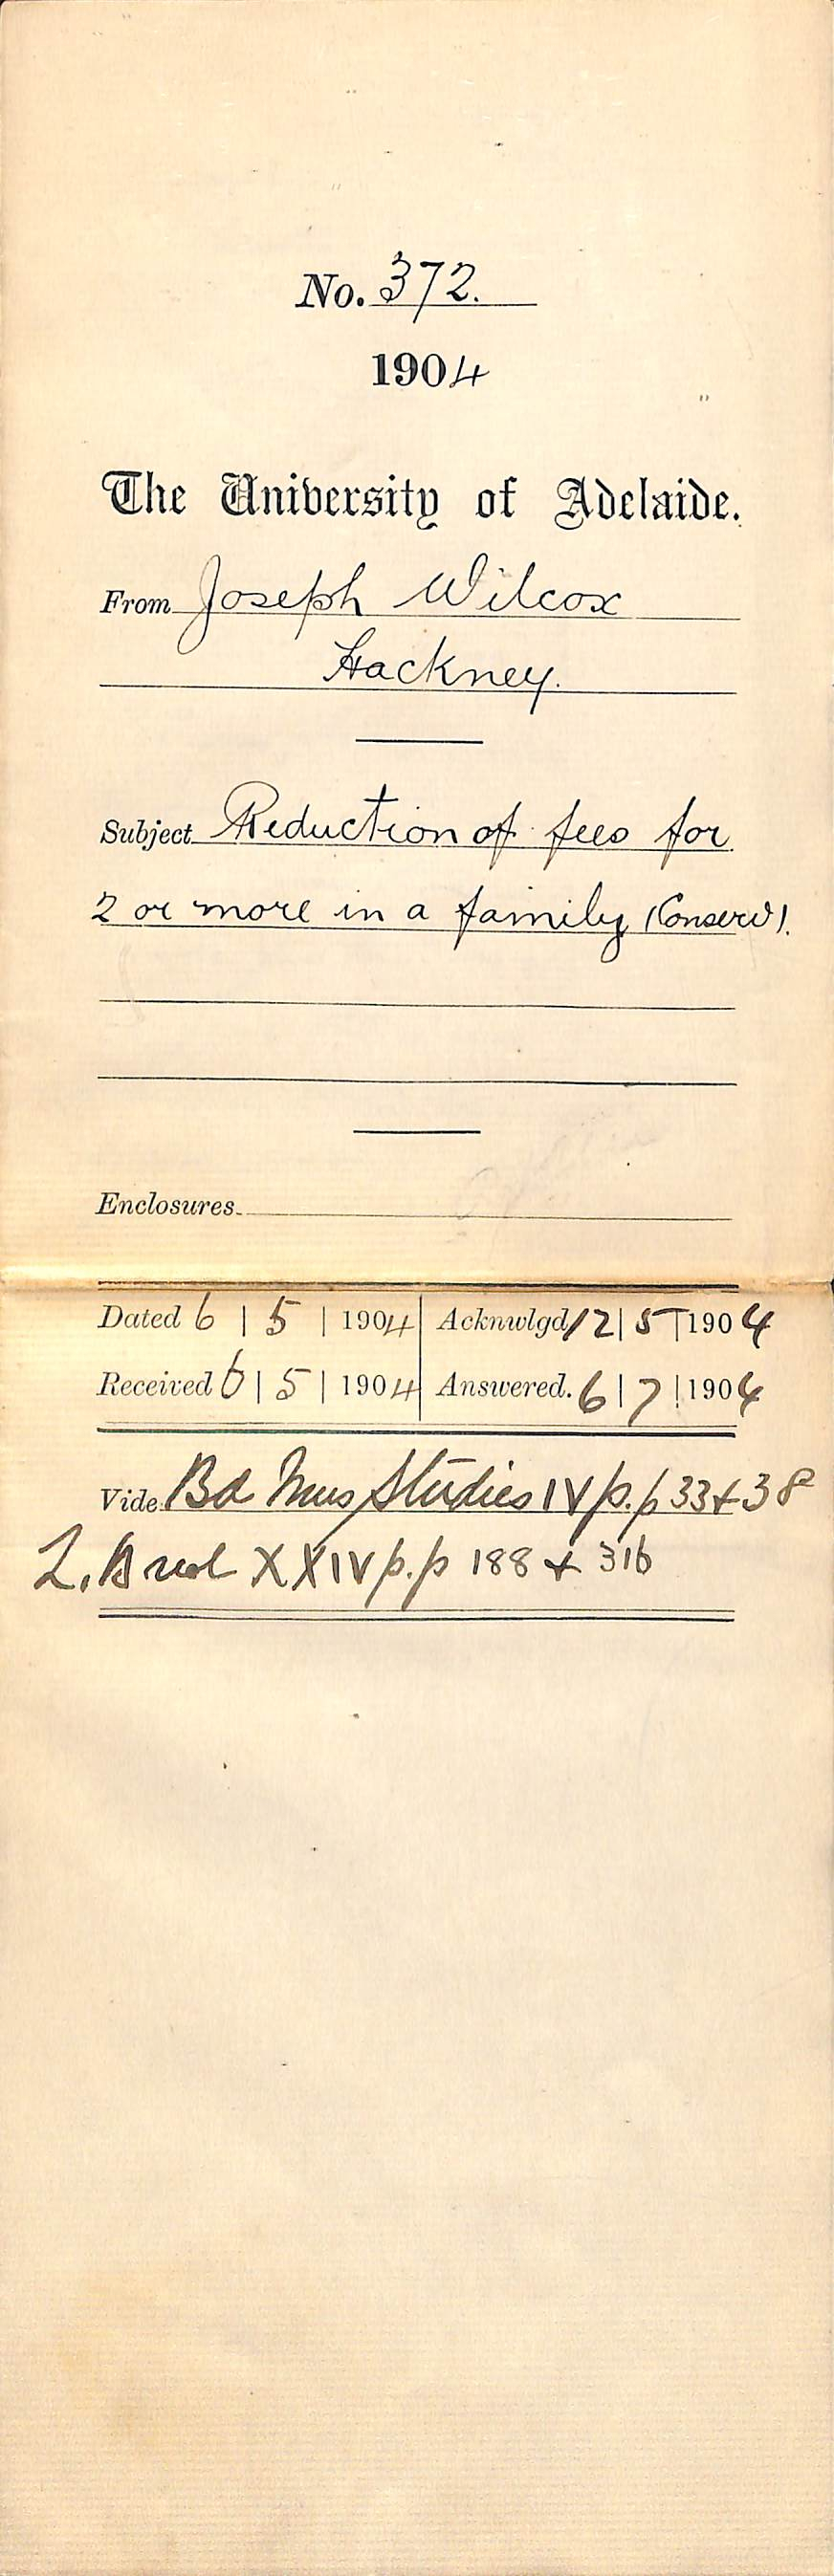 No. 372.
1904
The University of Adelaide.
From Joseph Wilcox
Hackney.
Subject Reduction of fees for
2 or more in a family (Conserv).
Enclosures
Dated 6 | 5 | 1904 | Acknwlgd 12 | 5 | 1904
Received 6 | 5 | 1904 | Answered. 6 | 7 | 1904
Vide Bd Mus Studies IV p.p 33 + 38
L.B vol XXIV p.p 188 + 316